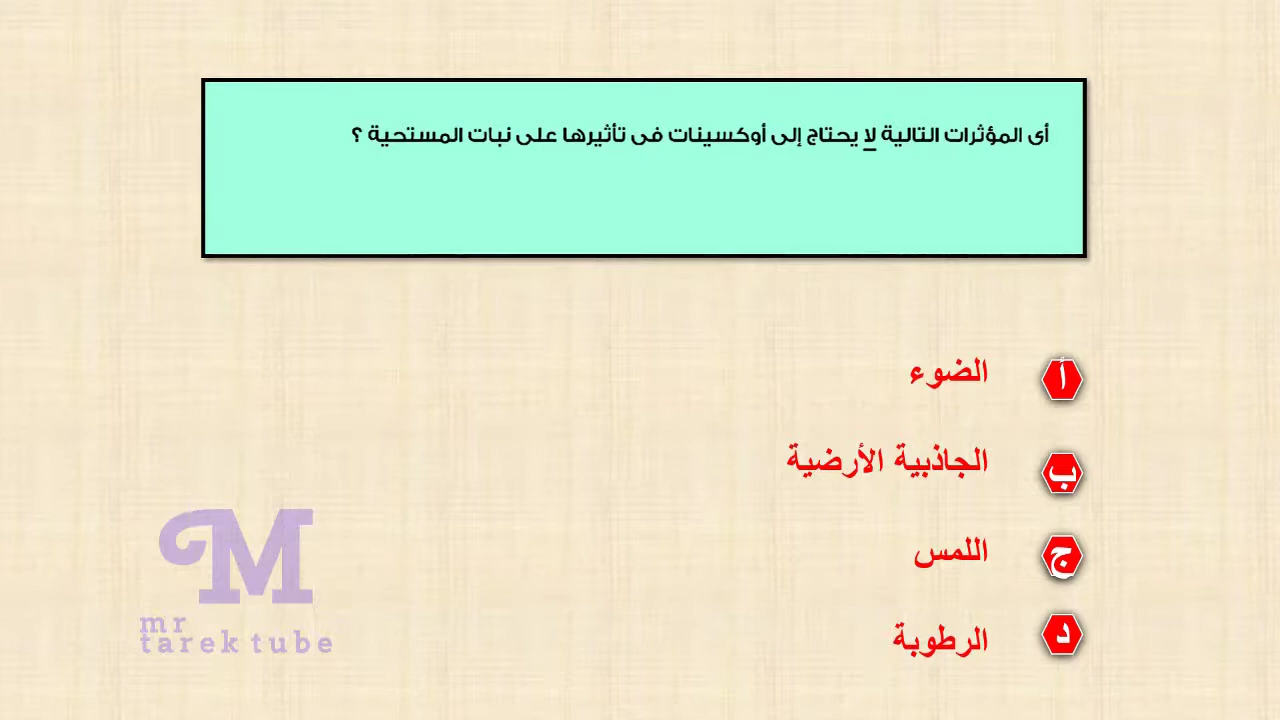 أى المؤثرات التالية لا يحتاج إلى أوكسينات فى تأثيرها على نبات المستحية ؟
أ الضوء
ب الجاذبية الأرضية
ج اللمس
د الرطوبة
M
mr
tarek tube